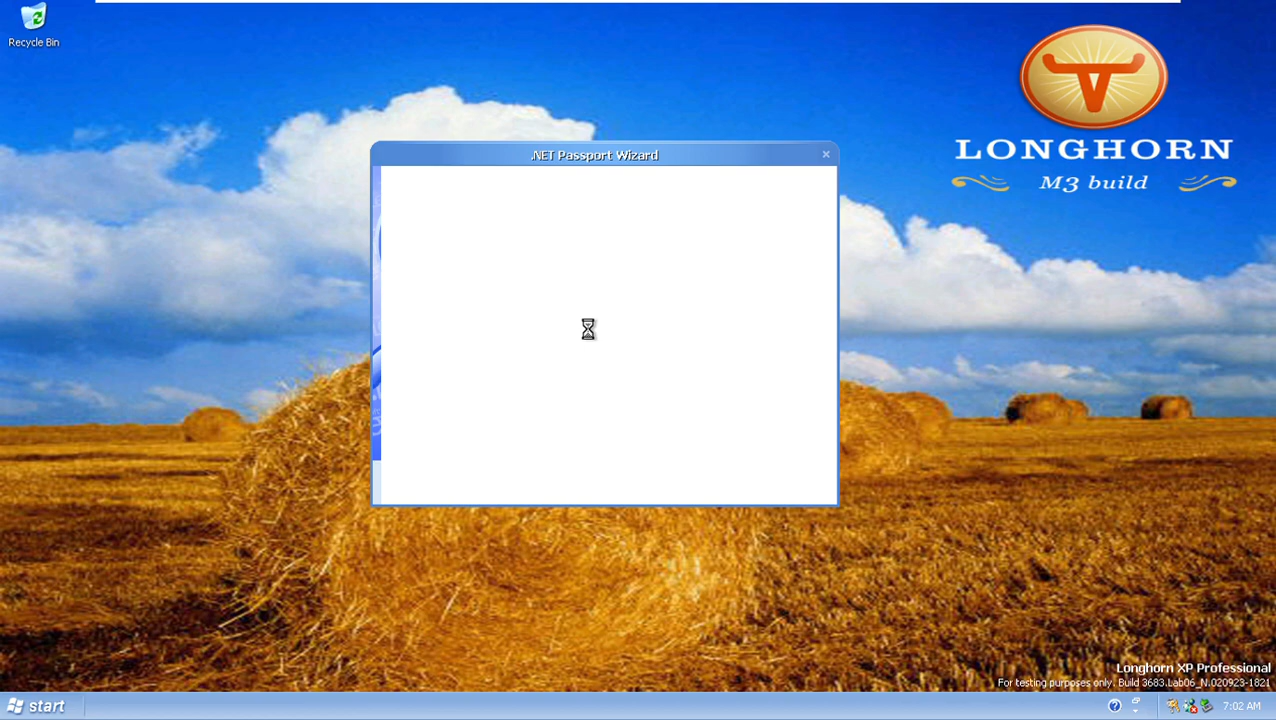 Recycle Bin
LONGHORN
M3 build
.NET Passport Wizard
Longhorn XP Professional
For testing purposes only. Build 3683.Lab06_N.020923-1821
start
7:02 AM